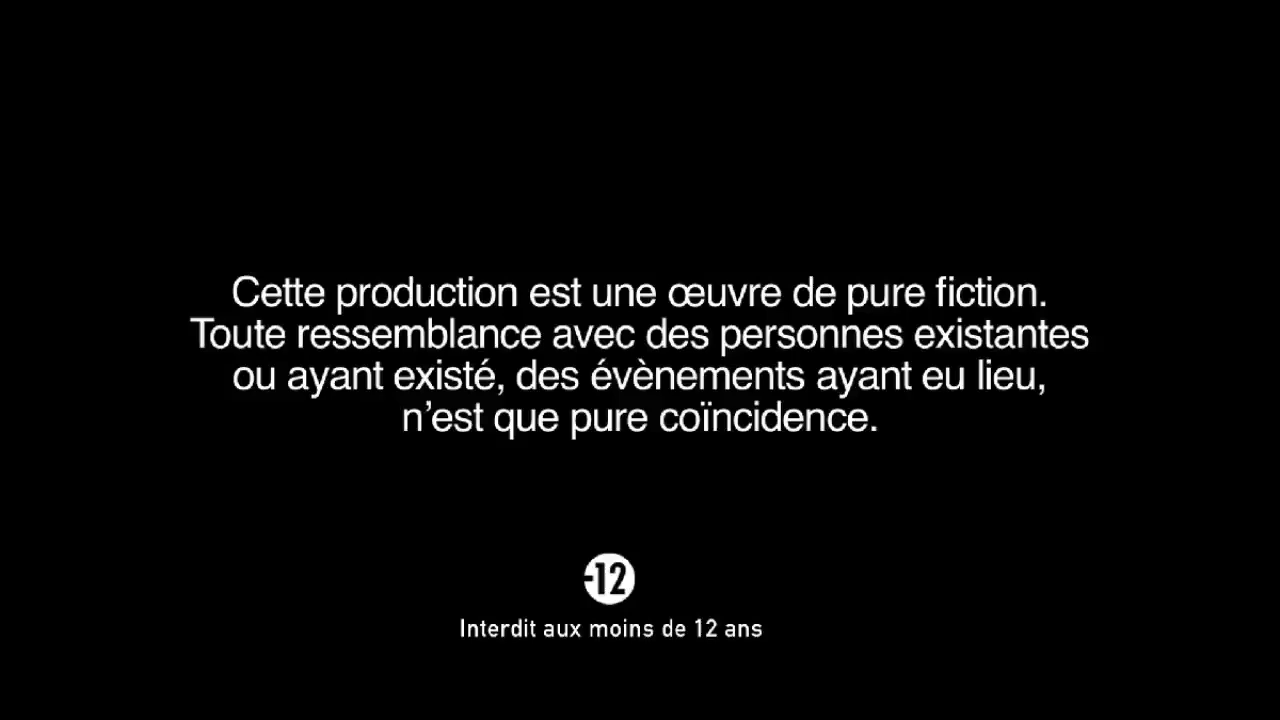 Cette production est une œuvre de pure fiction.
Toute ressemblance avec des personnes existantes
ou ayant existé, des évènements ayant eu lieu,
n’est que pure coïncidence.
-12
Interdit aux moins de 12 ans